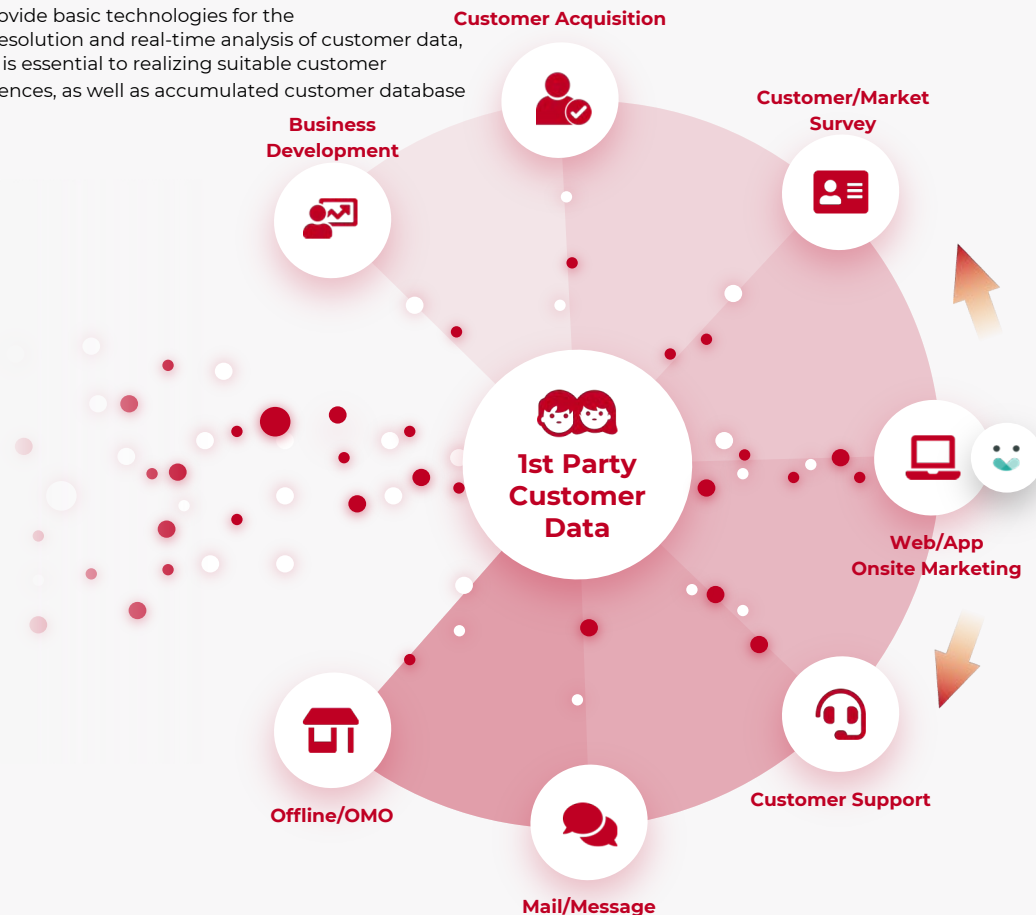 ovide basic technologies for the
esolution and real-time analysis of customer data,
is essential to realizing suitable customer
ences, as well as accumulated customer database
Customer Acquisition
Customer/Market
Survey
Business
Development
1st Party
Customer
Data
Web/App
Onsite Marketing
Customer Support
Offline/OMO
Mail/Message